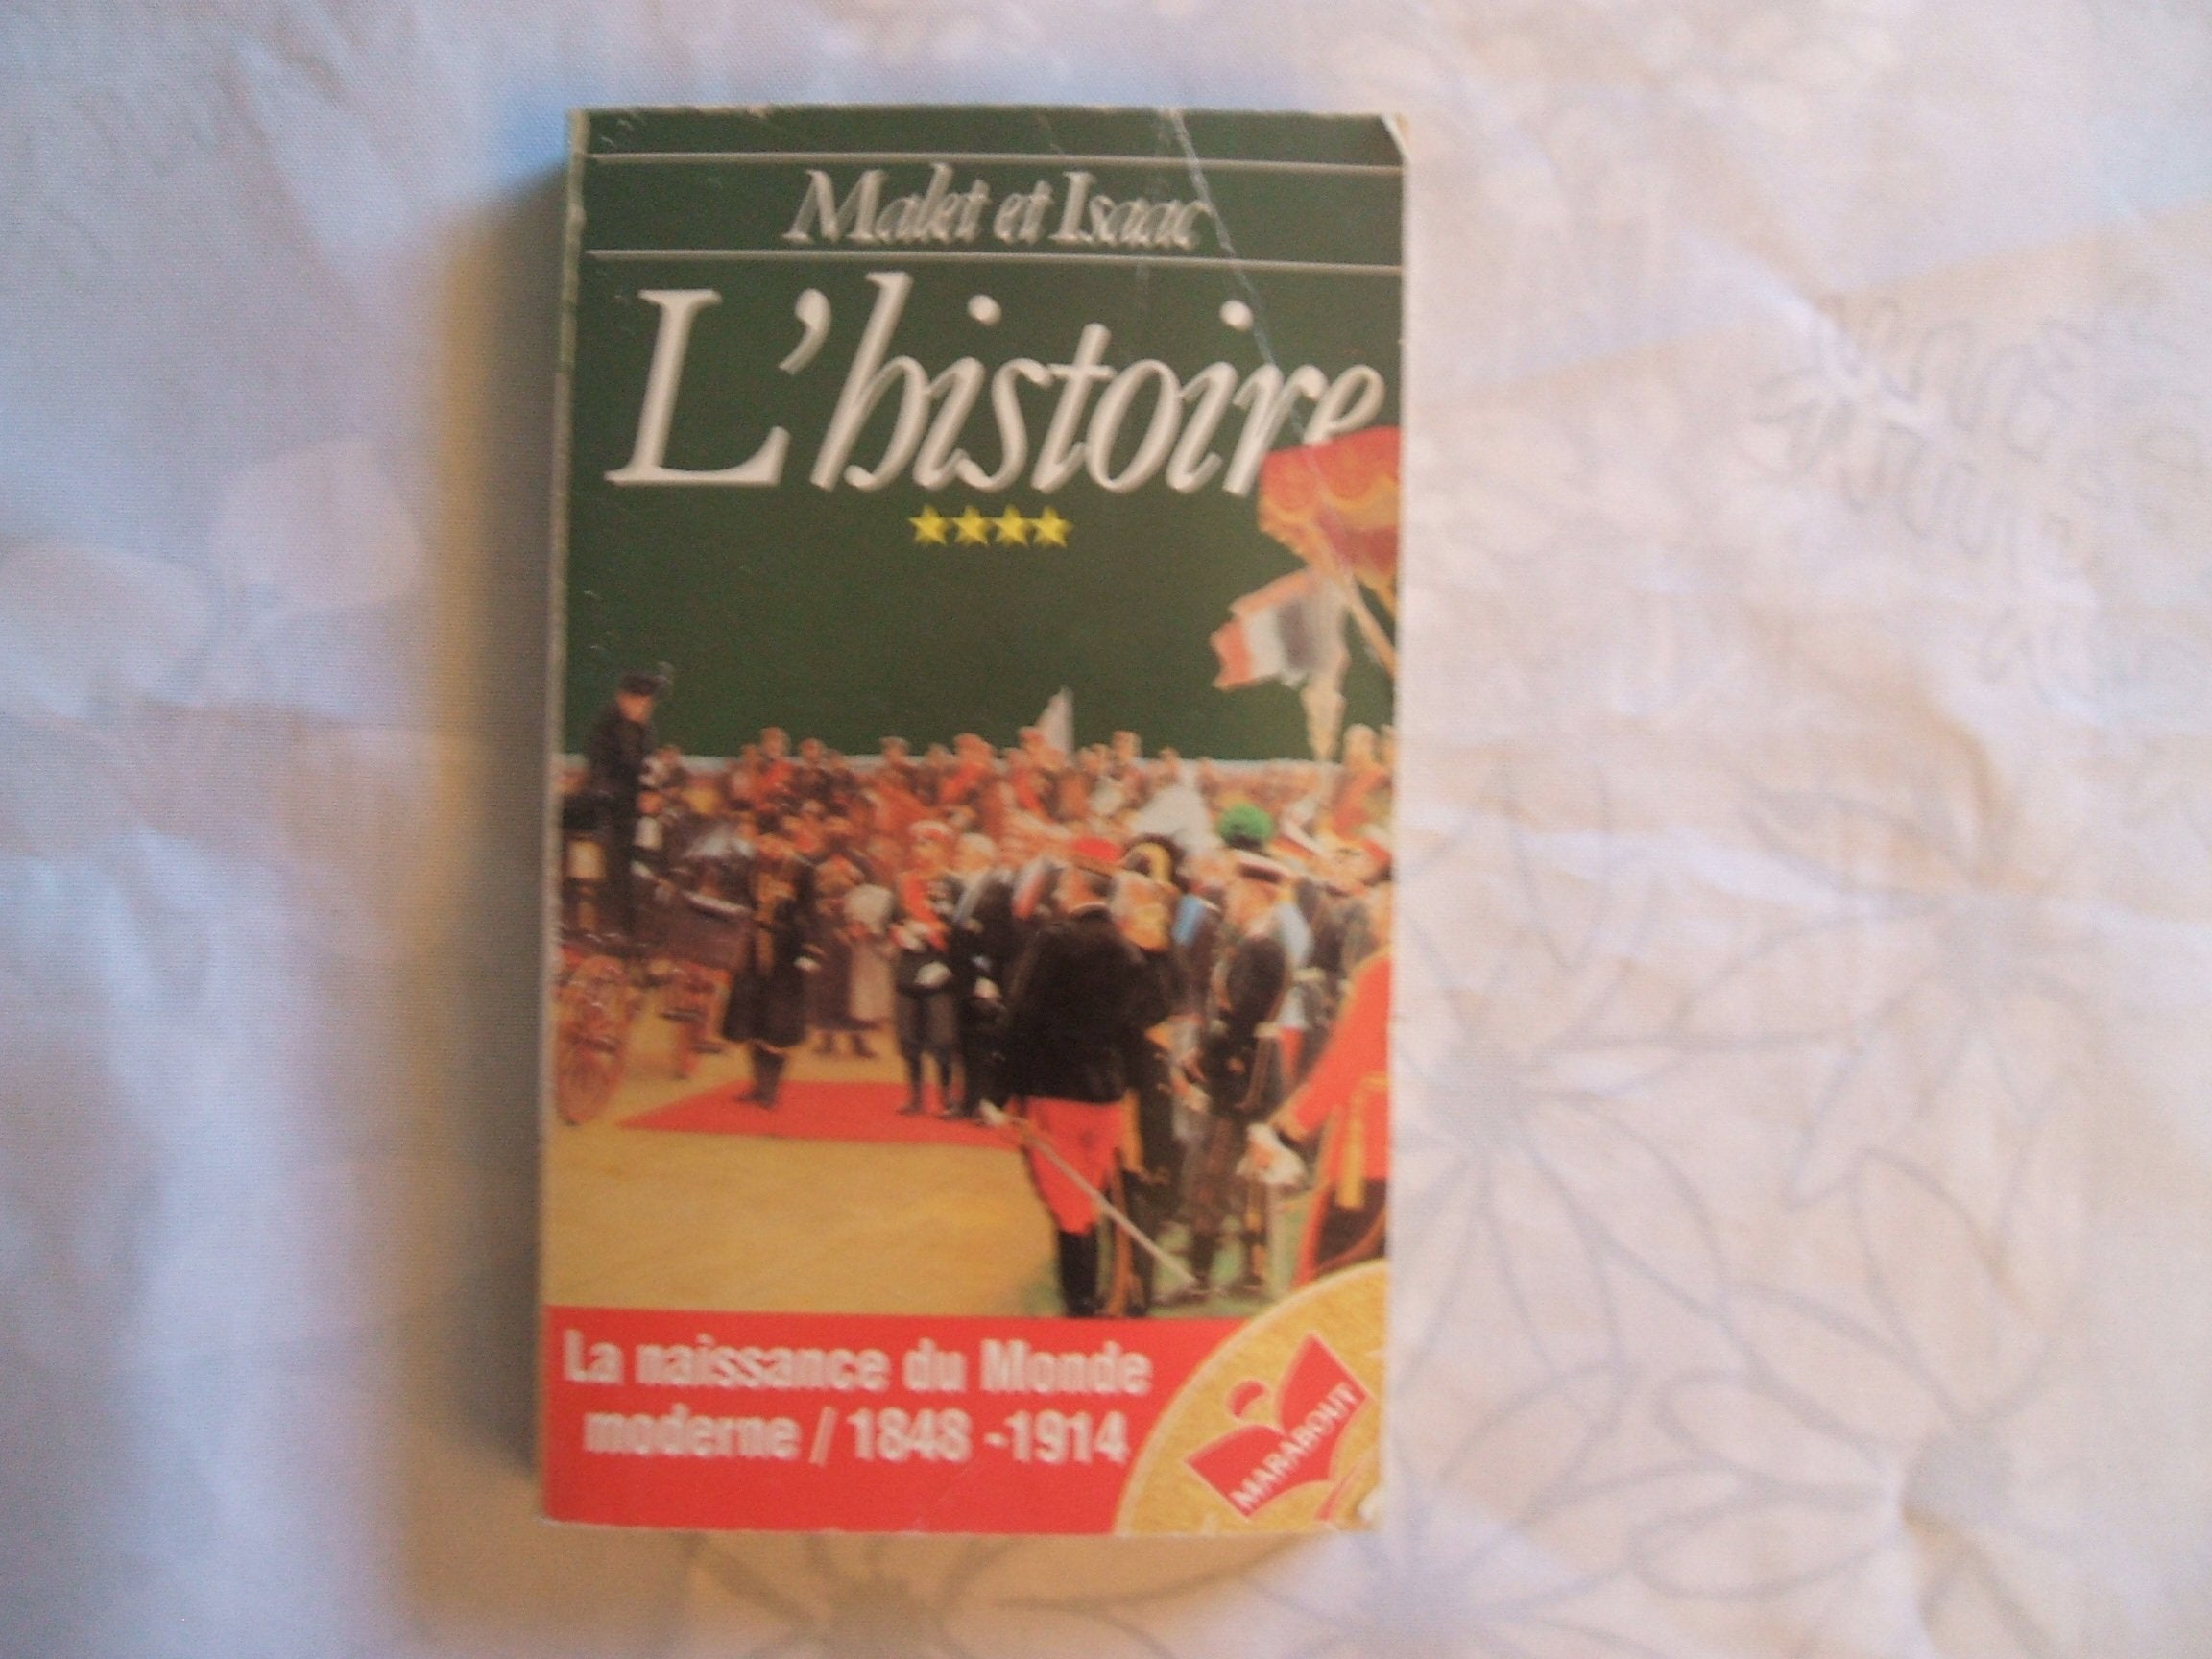 Malet et Isaac
L'histoire
La naissance du Monde
moderne / 1848 -1914
MARABOUT